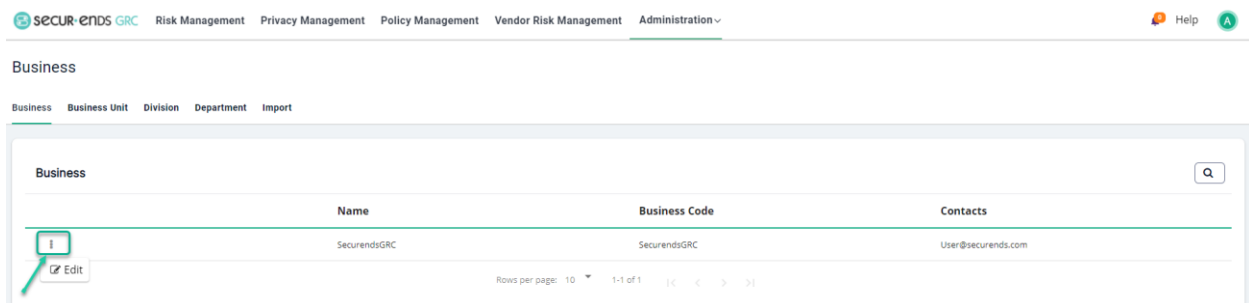 SECUR-ENDS GRC Risk Management Privacy Management Policy Management Vendor Risk Management Administration 0 Help A
Business
Business Business Unit Division Department Import
Business
Name Business Code Contacts
SecurendsGRC SecurendsGRC User@securends.com
Edit
Rows per page: 10 1-1 of 1